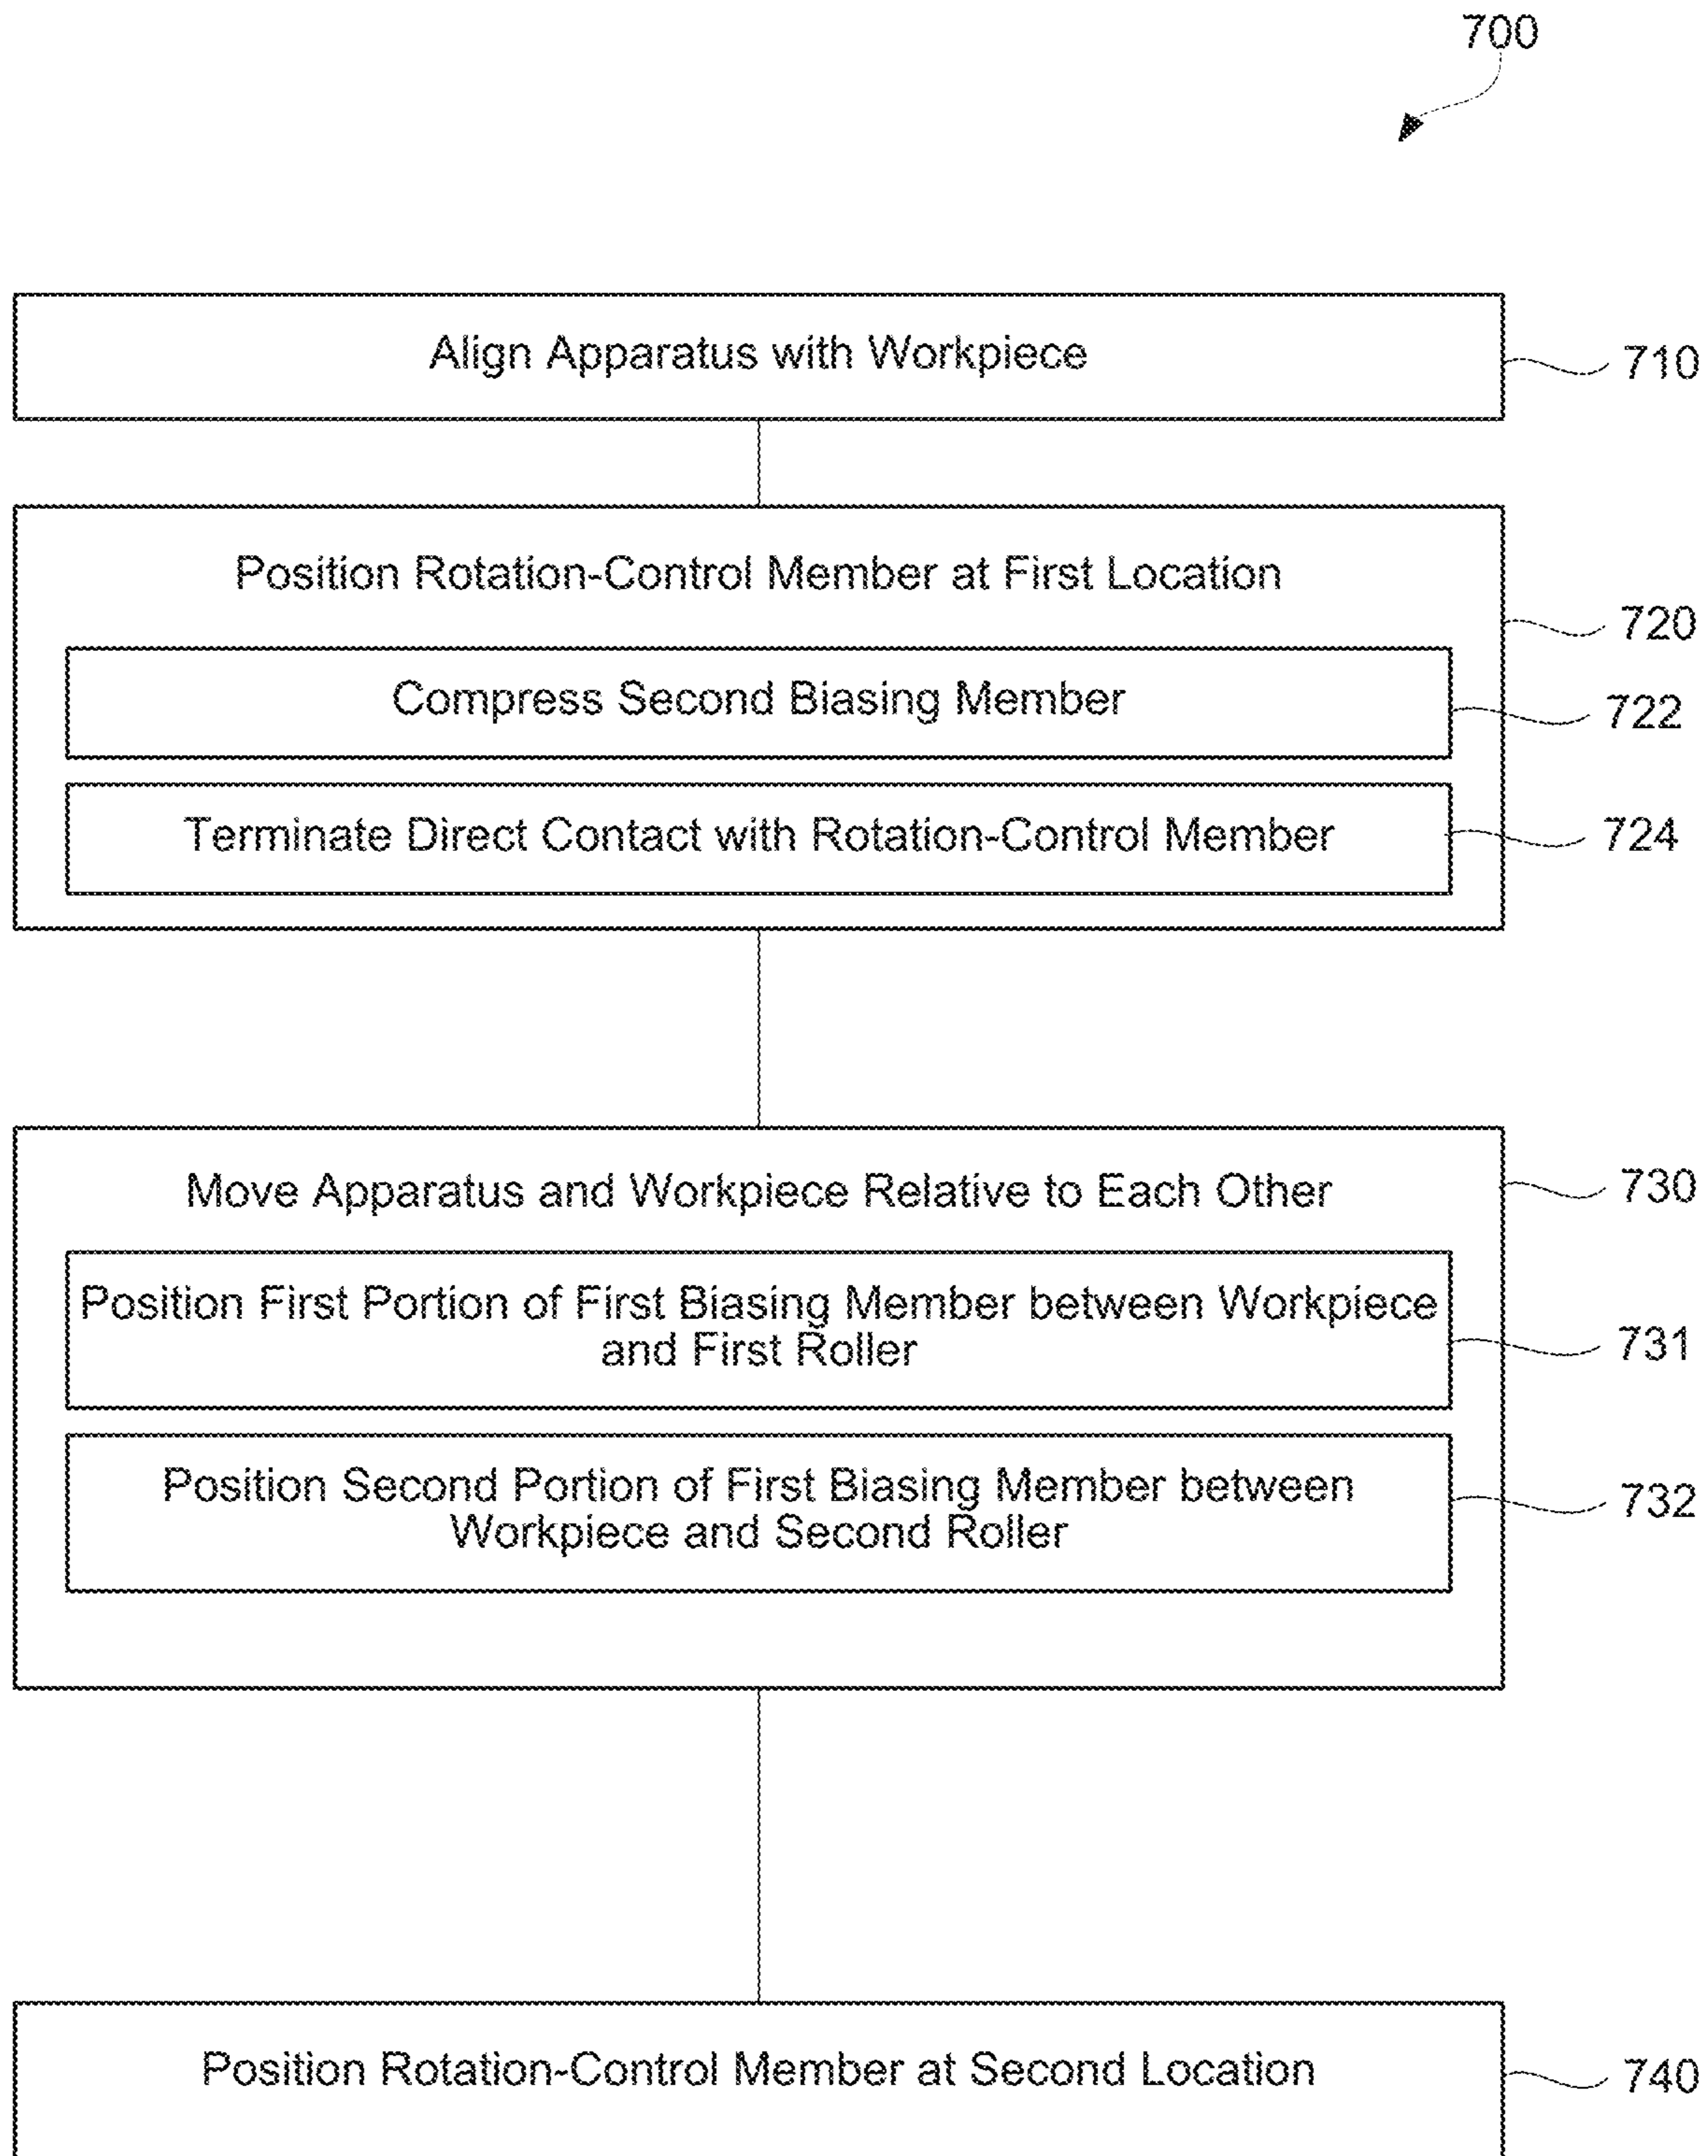 700
Align Apparatus with Workpiece
710
Position Rotation-Control Member at First Location
720
Compress Second Biasing Member
722
Terminate Direct Contact with Rotation-Control Member
724
Move Apparatus and Workpiece Relative to Each Other
730
Position First Portion of First Biasing Member between Workpiece
and First Roller
731
Position Second Portion of First Biasing Member between
Workpiece and Second Roller
732
Position Rotation-Control Member at Second Location
740